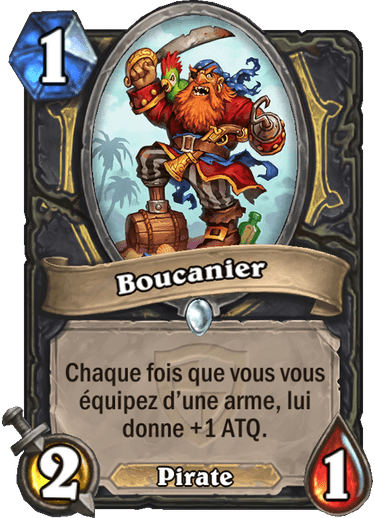 1
Boucanier
Chaque fois que vous vous
équipez d'une arme, lui
donne +1 ATQ.
2
Pirate
1